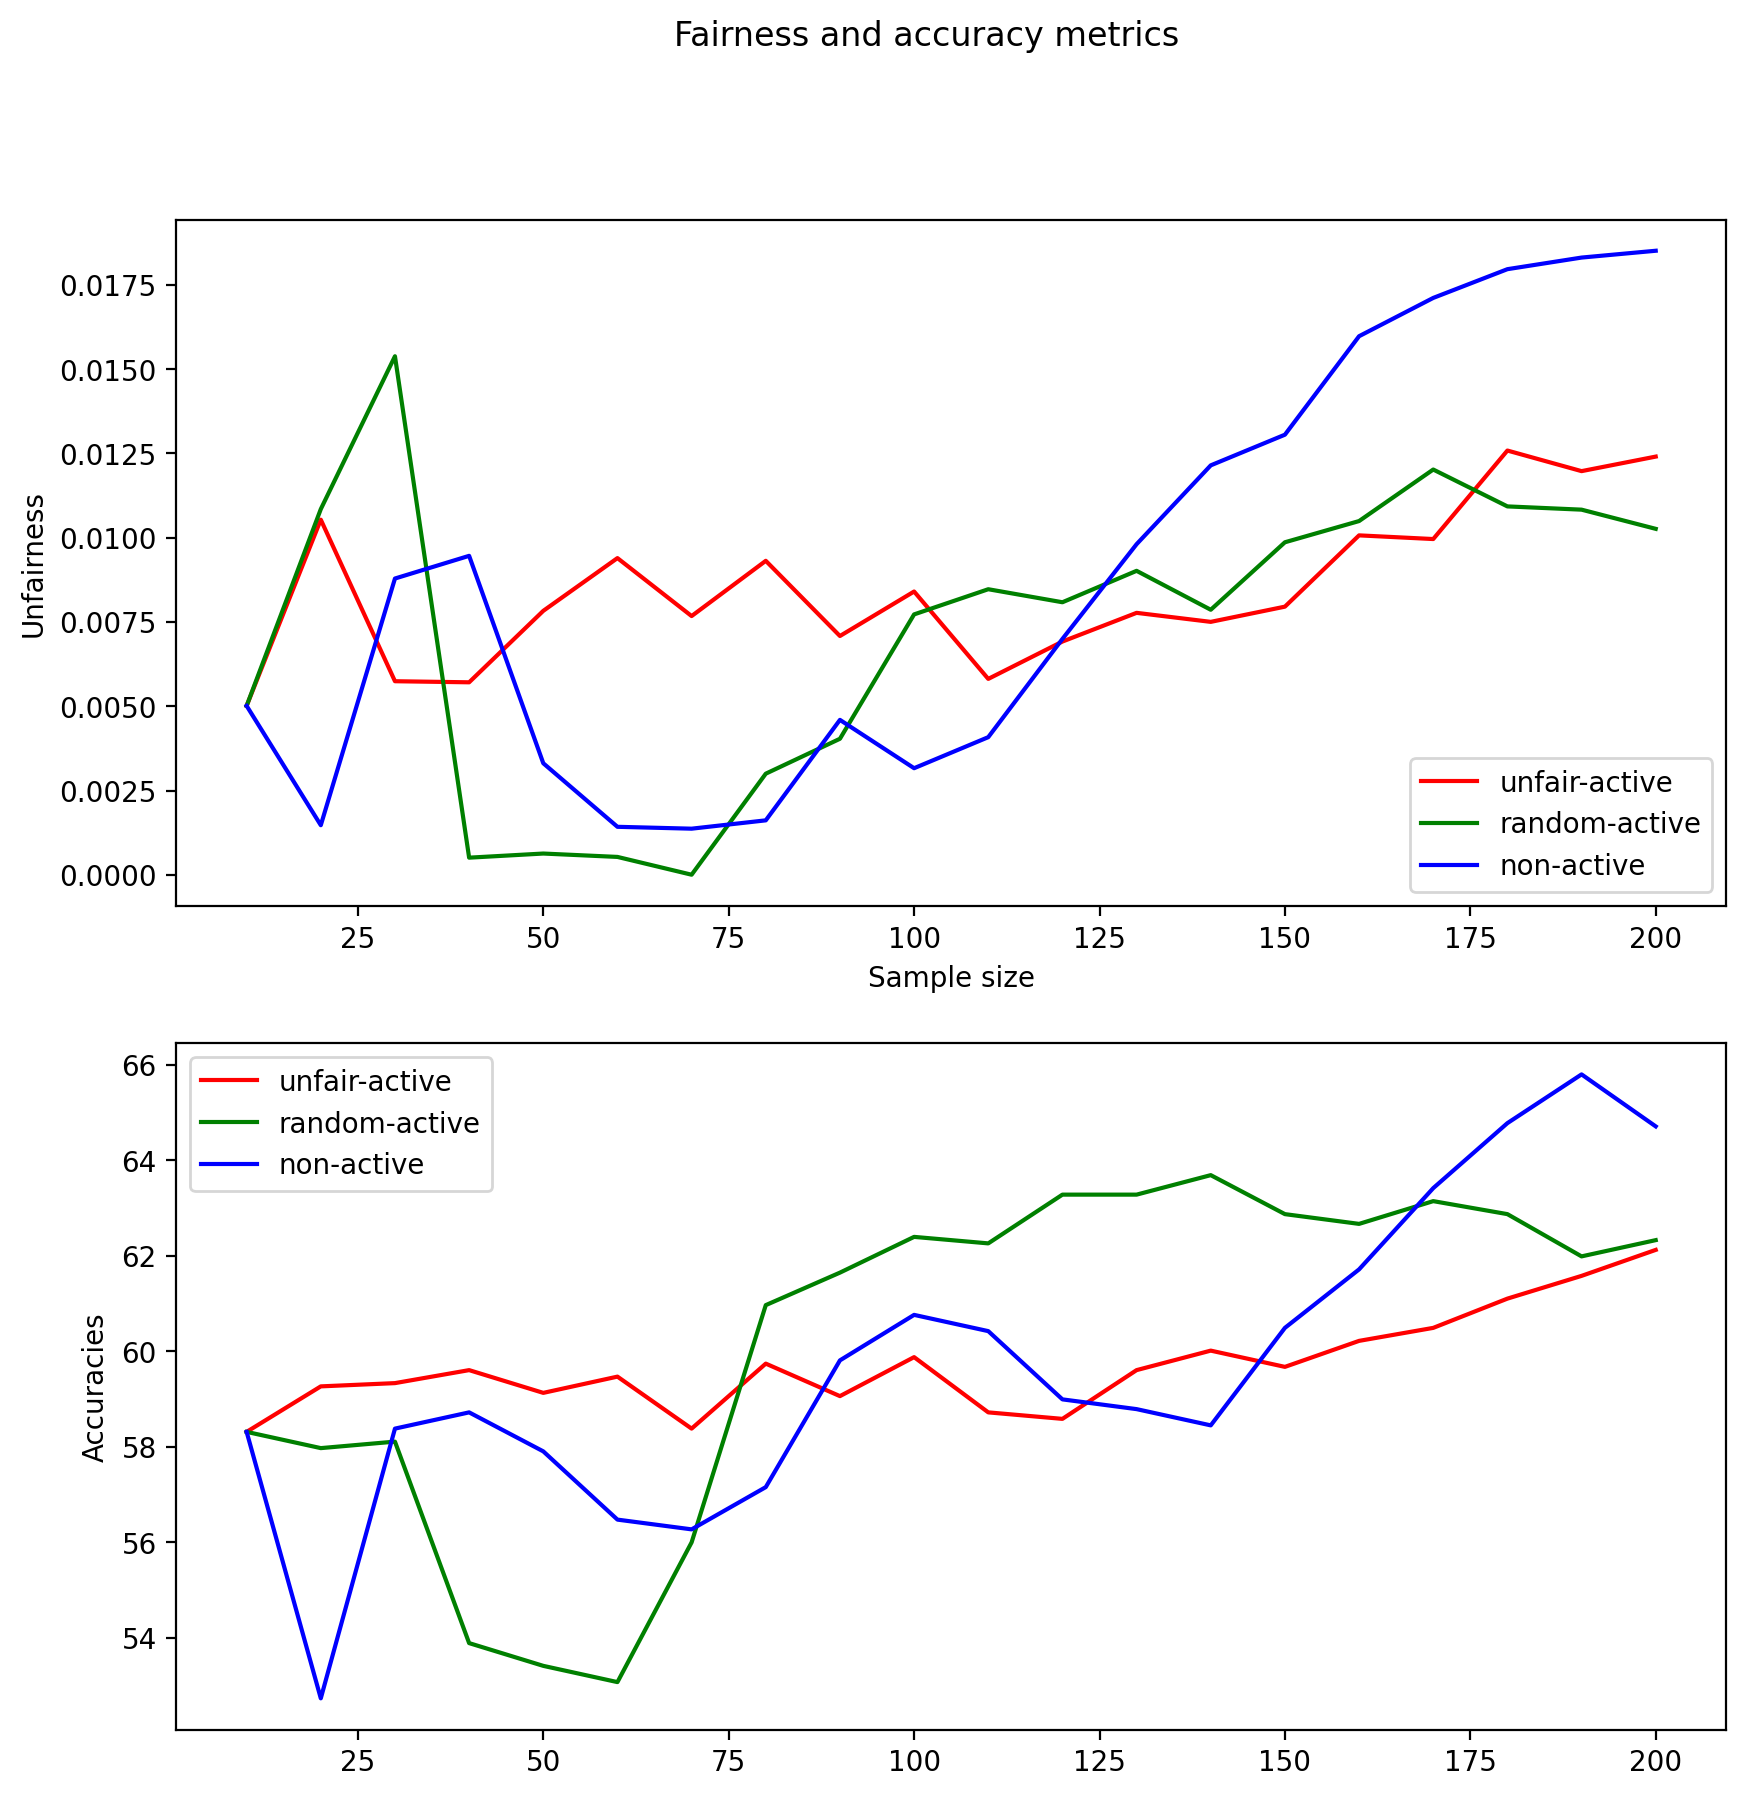 Fairness and accuracy metrics
Unfairness
0.0175
0.0150
0.0125
0.0100
0.0075
0.0050
0.0025
0.0000
unfair-active
random-active
non-active
25 50 75 100 125 150 175 200
Sample size
Accuracies
66
64
62
60
58
56
54
unfair-active
random-active
non-active
25 50 75 100 125 150 175 200